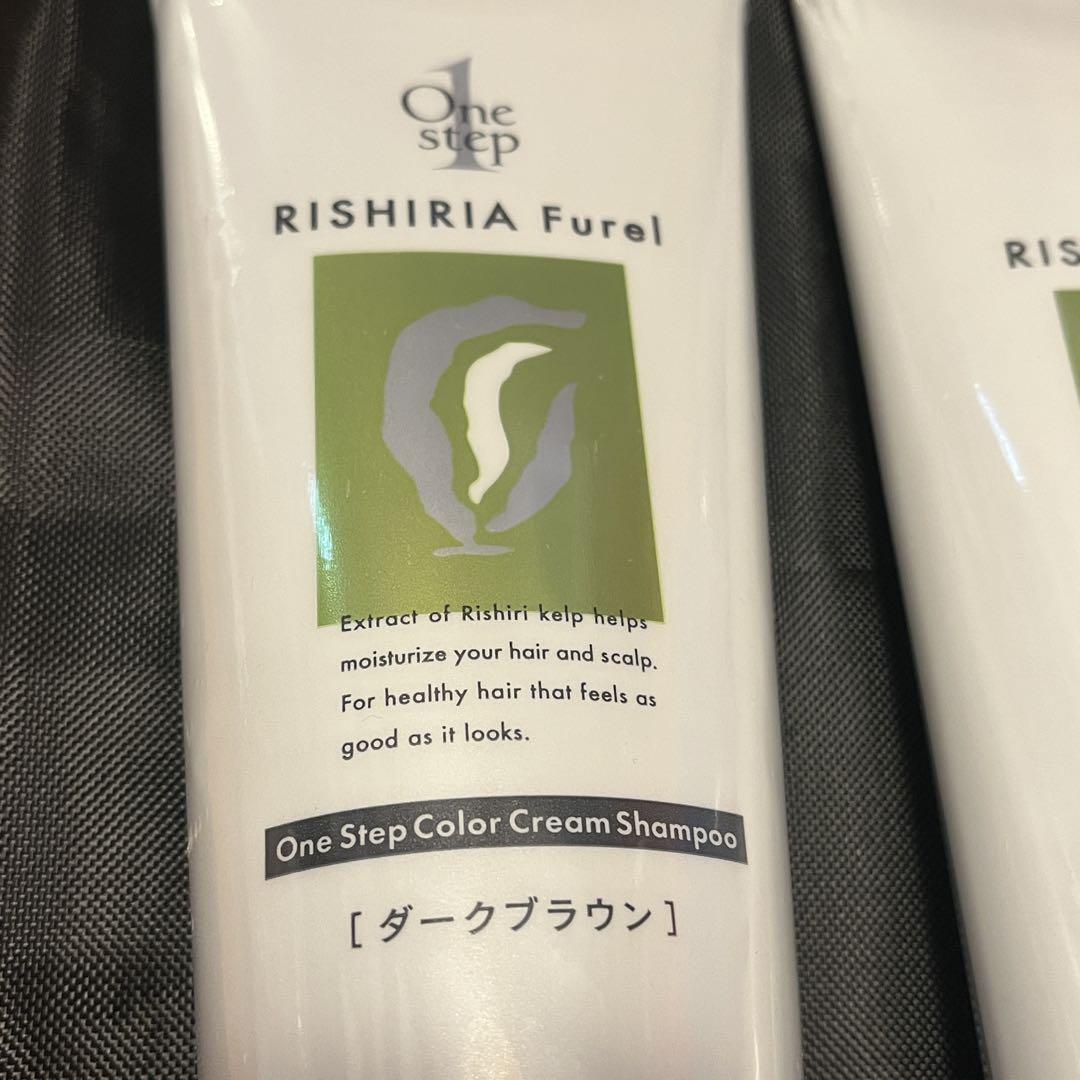 1
One
step
RISHIRIA Furel
Extract of Rishiri kelp helps
moisturize your hair and scalp.
For healthy hair that feels as
good as it looks.
One Step Color Cream Shampoo
[ダークブラウン]
RIS